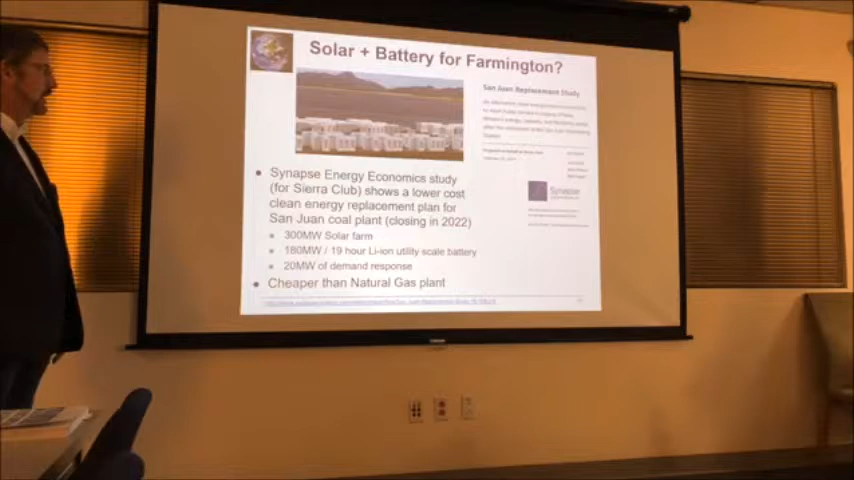 Solar + Battery for Farmington?
San Juan Replacement Study
Synapse Energy Economics study
(for Sierra Club) shows a lower cost
clean energy replacement plan for
San Juan coal plant (closing in 2022)
300MW Solar farm
180MW / 19 hour Li-ion utility scale battery
20MW of demand response
Cheaper than Natural Gas plant
Synapse